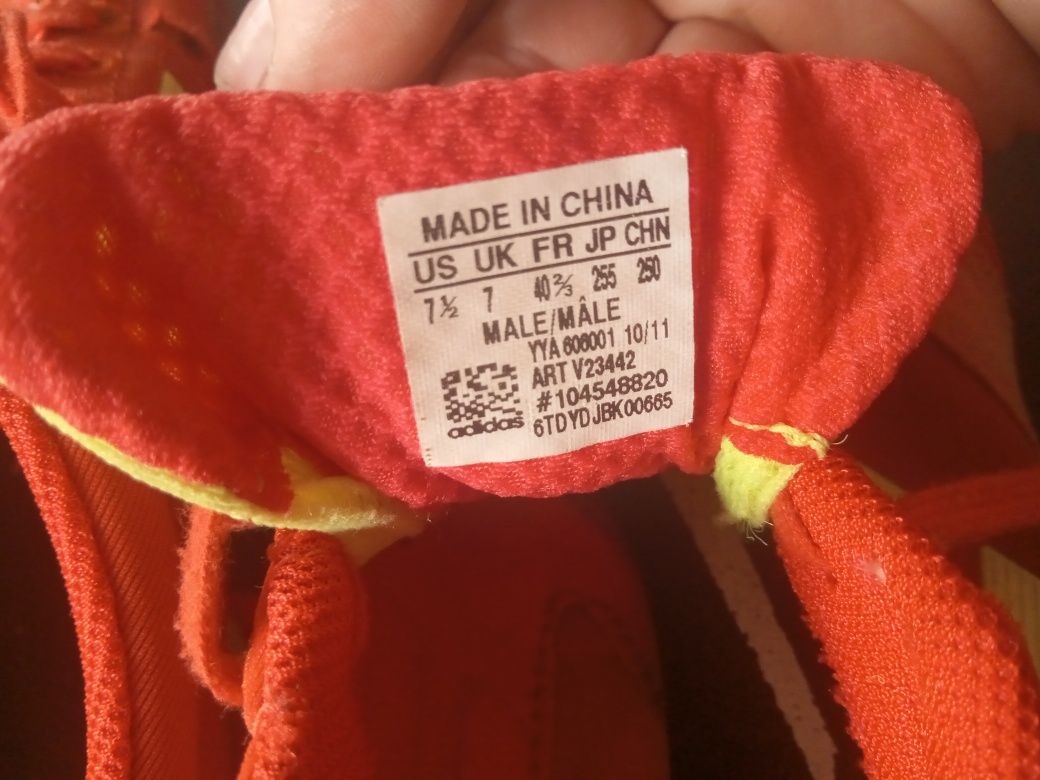 MADE IN CHINA
US UK FR JP CHN
7½ 7 40⅔ 255 250
MALE/MÂLE
YYA 606001 10/11
ART V23442
#104548820
adidas 6TDYDJBK00665